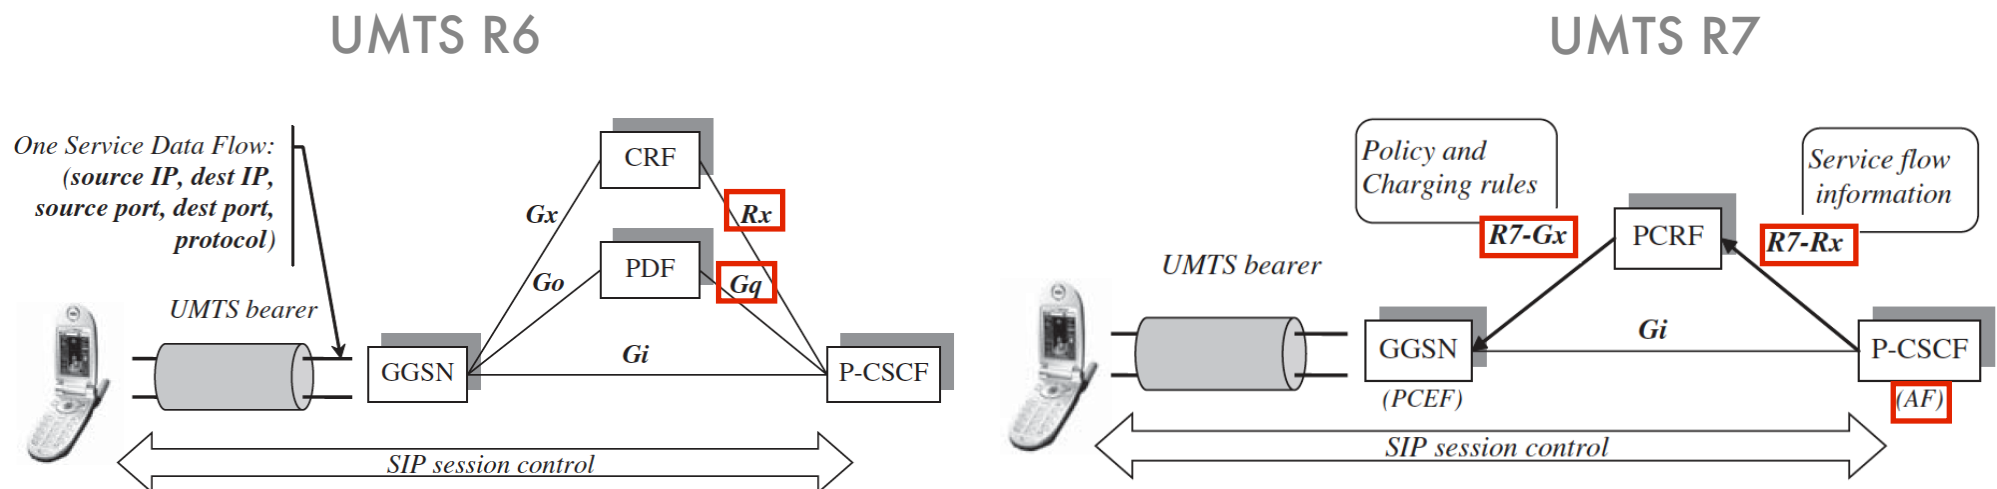 UMTS R6
One Service Data Flow:
(source IP, dest IP,
source port, dest port,
protocol)
UMTS bearer
CRF
Gx
Rx
PDF
Go
Gq
GGSN
Gi
P-CSCF
SIP session control
UMTS R7
Policy and
Charging rules
Service flow
information
R7-Gx
PCRF
R7-Rx
UMTS bearer
GGSN
Gi
P-CSCF
(PCEF)
(AF)
SIP session control